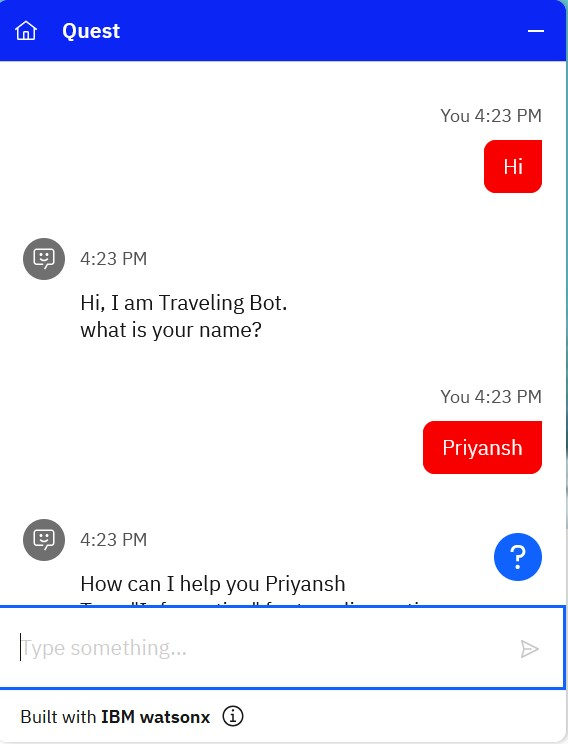 Quest
You 4:23 PM
Hi
4:23 PM
Hi, I am Traveling Bot.
what is your name?
You 4:23 PM
Priyansh
4:23 PM
?
How can I help you Priyansh
Type something...
Built with IBM watsonx